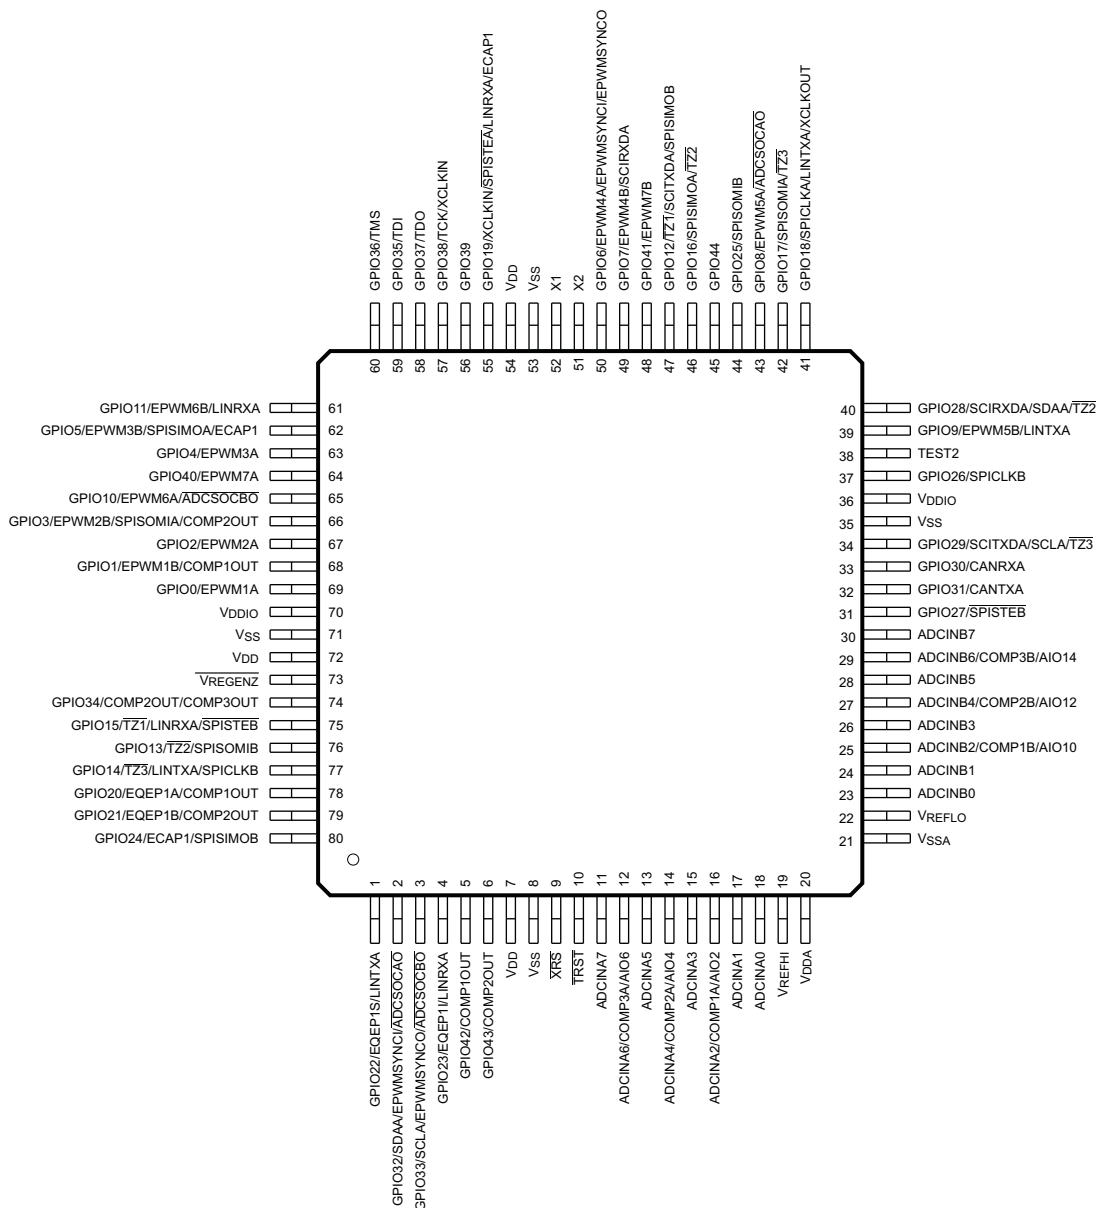 GPIO36/TMS
GPIO35/TDI
GPIO37/TDO
GPIO38/TCK/XCLKIN
GPIO39
GPIO19/XCLKIN/SPISTEA/LINRXA/ECAP1
VDD
VSS
X1
X2
GPIO6/EPWM4A/EPWMSYNCI/EPWMSYNCO
GPIO7/EPWM4B/SCIRXDA
GPIO41/EPWM7B
GPIO12/TZ1/SCITXDA/SPISIMOB
GPIO16/SPISIMOA/TZ2
GPIO44
GPIO25/SPISOMIB
GPIO8/EPWM5A/ADCSOCAO
GPIO17/SPISOMIA/TZ3
GPIO18/SPICLKA/LINTXA/XCLKOUT
60
59
58
57
56
55
54
53
52
51
50
49
48
47
46
45
44
43
42
41
GPIO11/EPWM6B/LINRXA 61
GPIO5/EPWM3B/SPISIMOA/ECAP1 62
GPIO4/EPWM3A 63
GPIO40/EPWM7A 64
GPIO10/EPWM6A/ADCSOCBO 65
GPIO3/EPWM2B/SPISOMIA/COMP2OUT 66
GPIO2/EPWM2A 67
GPIO1/EPWM1B/COMP1OUT 68
GPIO0/EPWM1A 69
VDDIO 70
VSS 71
VDD 72
VREGENZ 73
GPIO34/COMP2OUT/COMP3OUT 74
GPIO15/TZ1/LINRXA/SPISTEB 75
GPIO13/TZ2/SPISOMIB 76
GPIO14/TZ3/LINTXA/SPICLKB 77
GPIO20/EQEP1A/COMP1OUT 78
GPIO21/EQEP1B/COMP2OUT 79
GPIO24/ECAP1/SPISIMOB 80
40 GPIO28/SCIRXDA/SDAA/TZ2
39 GPIO9/EPWM5B/LINTXA
38 TEST2
37 GPIO26/SPICLKB
36 VDDIO
35 VSS
34 GPIO29/SCITXDA/SCLA/TZ3
33 GPIO30/CANRXA
32 GPIO31/CANTXA
31 GPIO27/SPISTEB
30 ADCINB7
29 ADCINB6/COMP3B/AIO14
28 ADCINB5
27 ADCINB4/COMP2B/AIO12
26 ADCINB3
25 ADCINB2/COMP1B/AIO10
24 ADCINB1
23 ADCINB0
22 VREFLO
21 VSSA
1
2
3
4
5
6
7
8
9
10
11
12
13
14
15
16
17
18
19
20
GPIO22/EQEP1S/LINTXA
GPIO32/SDAA/EPWMSYNCI/ADCSOCAO
GPIO33/SCLA/EPWMSYNCO/ADCSOCBO
GPIO23/EQEP1I/LINRXA
GPIO42/COMP1OUT
GPIO43/COMP2OUT
VDD
VSS
XRS
TRST
ADCINA7
ADCINA6/COMP3A/AIO6
ADCINA5
ADCINA4/COMP2A/AIO4
ADCINA3
ADCINA2/COMP1A/AIO2
ADCINA1
ADCINA0
VREFHI
VDDA